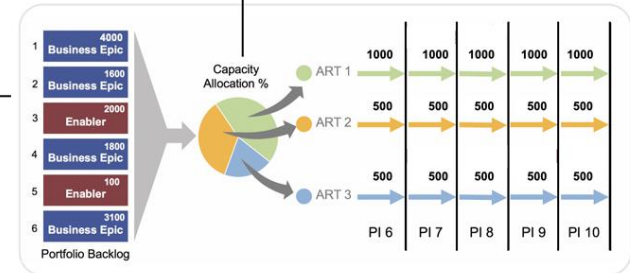 1
4000
Business Epic
2
1600
Business Epic
3
2000
Enabler
4
1800
Business Epic
5
100
Enabler
6
3100
Business Epic
Portfolio Backlog
Capacity
Allocation %
ART 1
1000 1000 1000 1000 1000
ART 2
500 500 500 500 500
ART 3
500 500 500 500 500
PI 6 PI 7 PI 8 PI 9 PI 10